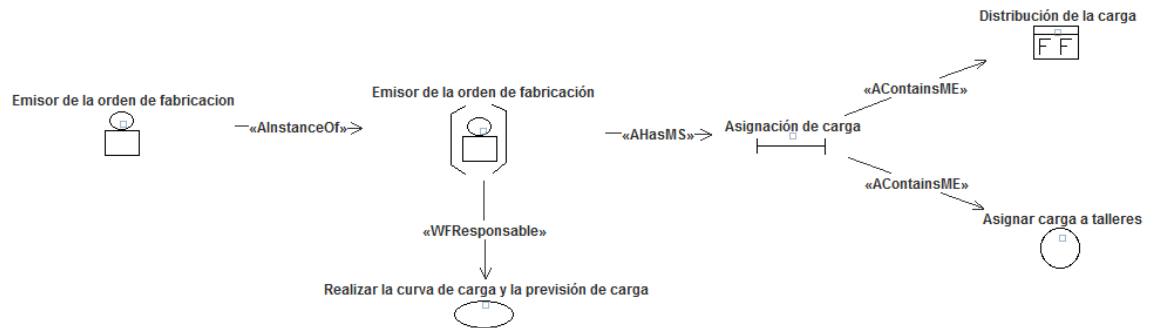 Distribución de la carga
F F
«AContainsME»
Emisor de la orden de fabricacion
«AInstanceOf»
Emisor de la orden de fabricación
«AHasMS»
Asignación de carga
«AContainsME»
Asignar carga a talleres
«WFResponsable»
Realizar la curva de carga y la previsión de carga